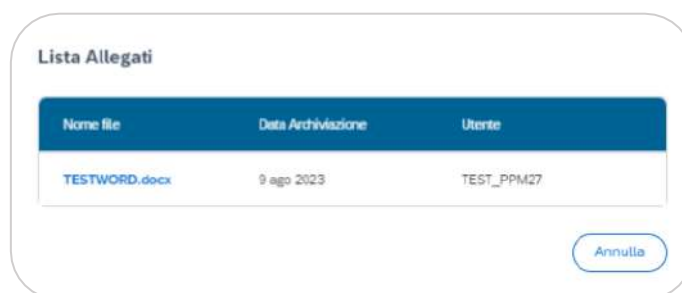 Lista Allegati
Nome file Data Archiviazione Utente
TESTWORD.docx 9 ago 2023 TEST_PPM27
Annulla